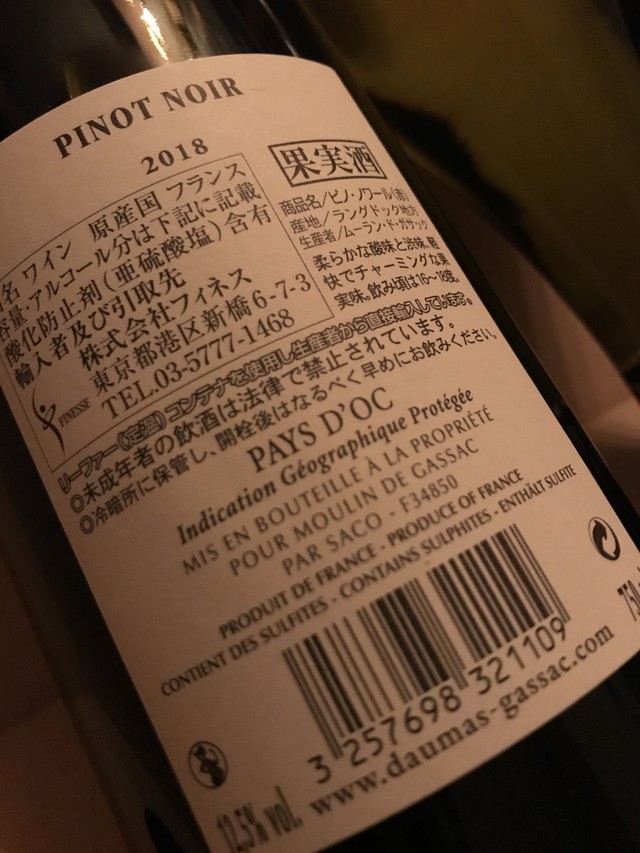 PINOT NOIR
2018
名 ワイン 原産国 フランス
容量・アルコール分は下記に記載
酸化防止剤(亜硫酸塩)含有
輸入者及び引取先
株式会社フィネス
東京都港区新橋6-7-3
TEL.03-5777-1468
FINESSE
果実酒
商品名/ピノ・ノワール(赤)
産地/ラングドック地方
生産者/ムーラン・ド・ガサック
柔らかな酸味と渋味、軽
快でチャーミングな果
実味。飲み頃は16～18度。
リーファー(定温)コンテナを使用し生産者から直接輸入しています。
◎未成年者の飲酒は法律で禁止されています。
◎冷暗所に保管し、開栓後はなるべく早めにお飲みください。
PAYS D'OC
Indication Géographique Protégée
MIS EN BOUTEILLE À LA PROPRIÉTÉ
POUR MOULIN DE GASSAC
PAR SACO - F34850
PRODUIT DE FRANCE - PRODUCE OF FRANCE
CONTIENT DES SULFITES - CONTAINS SULPHITES - ENTHÄLT SULFITE
3 257698 321109
12,5% vol.
www.daumas-gassac.com